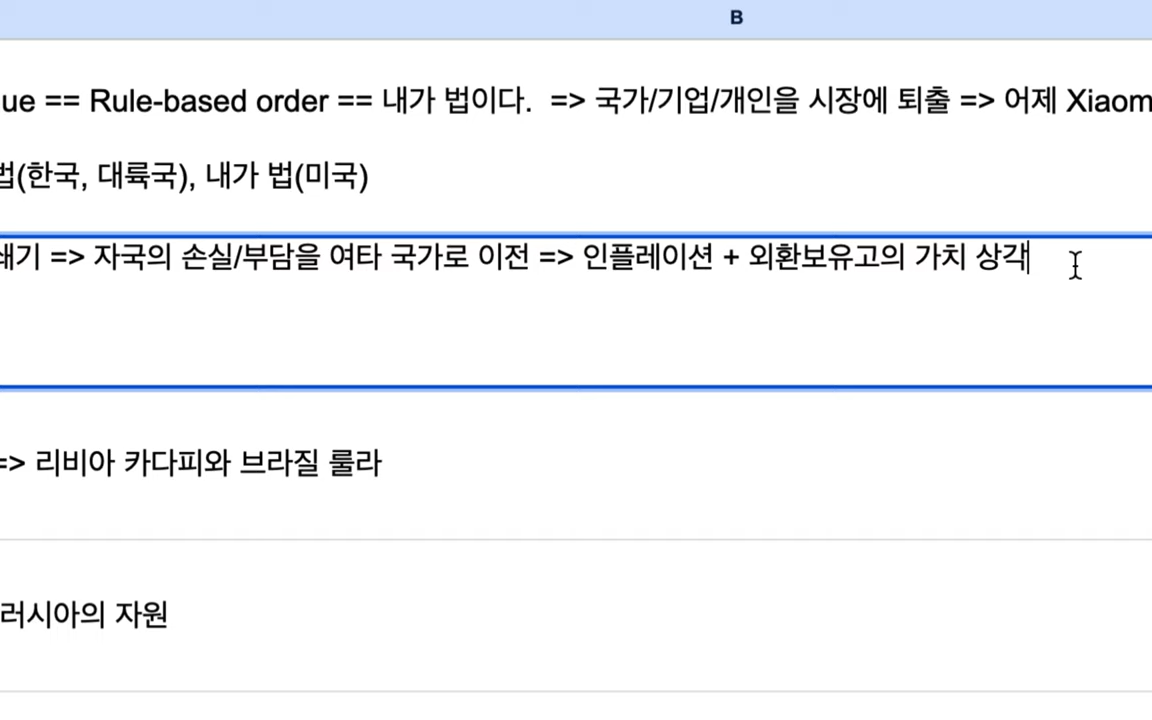 B
ue == Rule-based order == 내가 법이다.  => 국가/기업/개인을 시장에 퇴출 => 어제 Xiaom
법(한국, 대륙국), 내가 법(미국)
쇄기 => 자국의 손실/부담을 여타 국가로 이전 => 인플레이션 + 외환보유고의 가치 상각
=> 리비아 카다피와 브라질 룰라
러시아의 자원